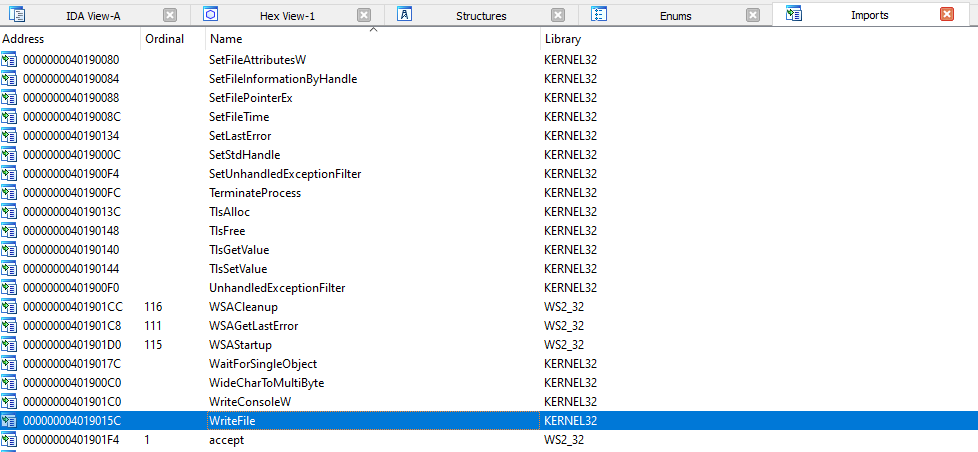 IDA View-A Hex View-1 Structures Enums Imports
Address Ordinal Name Library
0000000040190080 SetFileAttributesW KERNEL32
0000000040190084 SetFileInformationByHandle KERNEL32
0000000040190088 SetFilePointerEx KERNEL32
000000004019008C SetFileTime KERNEL32
0000000040190134 SetLastError KERNEL32
000000004019000C SetStdHandle KERNEL32
00000000401900F4 SetUnhandledExceptionFilter KERNEL32
00000000401900FC TerminateProcess KERNEL32
000000004019013C TlsAlloc KERNEL32
0000000040190148 TlsFree KERNEL32
0000000040190140 TlsGetValue KERNEL32
0000000040190144 TlsSetValue KERNEL32
00000000401900F0 UnhandledExceptionFilter KERNEL32
00000000401901CC 116 WSACleanup WS2_32
00000000401901C8 111 WSAGetLastError WS2_32
00000000401901D0 115 WSAStartup WS2_32
000000004019017C WaitForSingleObject KERNEL32
00000000401900C0 WideCharToMultiByte KERNEL32
00000000401901C0 WriteConsoleW KERNEL32
000000004019015C WriteFile KERNEL32
00000000401901F4 1 accept WS2_32